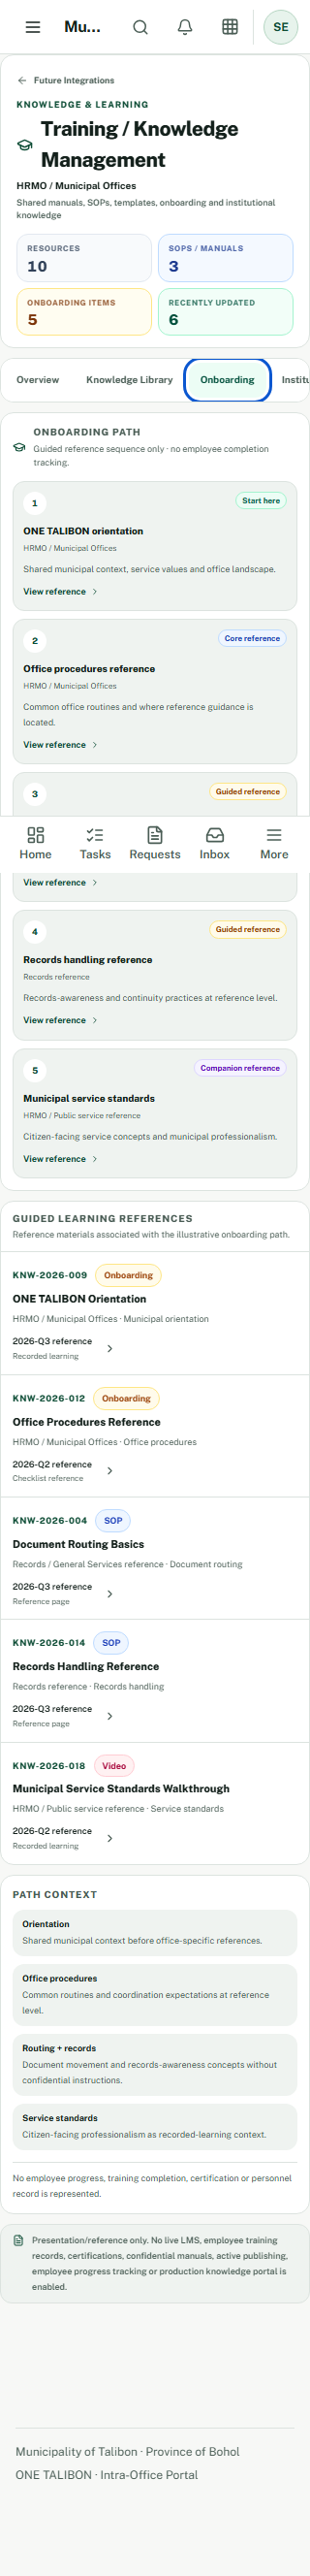 Mu...
SE
Future Integrations
KNOWLEDGE & LEARNING
Training / Knowledge
Management
HRMO / Municipal Offices
Shared manuals, SOPs, templates, onboarding and institutional
knowledge
RESOURCES
10
SOPS / MANUALS
3
ONBOARDING ITEMS
5
RECENTLY UPDATED
6
Overview Knowledge Library Onboarding Institu
ONBOARDING PATH
Guided reference sequence only · no employee completion
tracking.
1 Start here
ONE TALIBON orientation
HRMO / Municipal Offices
Shared municipal context, service values and office landscape.
View reference
2 Core reference
Office procedures reference
HRMO / Municipal Offices
Common office routines and where reference guidance is
located.
View reference
3 Guided reference
Home Tasks Requests Inbox More
View reference
4 Guided reference
Records handling reference
Records reference
Records-awareness and continuity practices at reference level.
View reference
5 Companion reference
Municipal service standards
HRMO / Public service reference
Citizen-facing service concepts and municipal professionalism.
View reference
GUIDED LEARNING REFERENCES
Reference materials associated with the illustrative onboarding path.
KNW-2026-009 Onboarding
ONE TALIBON Orientation
HRMO / Municipal Offices · Municipal orientation
2026-Q3 reference
Recorded learning
KNW-2026-012 Onboarding
Office Procedures Reference
HRMO / Municipal Offices · Office procedures
2026-Q2 reference
Checklist reference
KNW-2026-004 SOP
Document Routing Basics
Records / General Services reference · Document routing
2026-Q3 reference
Reference page
KNW-2026-014 SOP
Records Handling Reference
Records reference · Records handling
2026-Q3 reference
Reference page
KNW-2026-018 Video
Municipal Service Standards Walkthrough
HRMO / Public service reference · Service standards
2026-Q2 reference
Recorded learning
PATH CONTEXT
Orientation
Shared municipal context before office-specific references.
Office procedures
Common routines and coordination expectations at reference
level.
Routing + records
Document movement and records-awareness concepts without
confidential instructions.
Service standards
Citizen-facing professionalism as recorded-learning context.
No employee progress, training completion, certification or personnel
record is represented.
Presentation/reference only. No live LMS, employee training
records, certifications, confidential manuals, active publishing,
employee progress tracking or production knowledge portal is
enabled.
Municipality of Talibon · Province of Bohol
ONE TALIBON · Intra-Office Portal